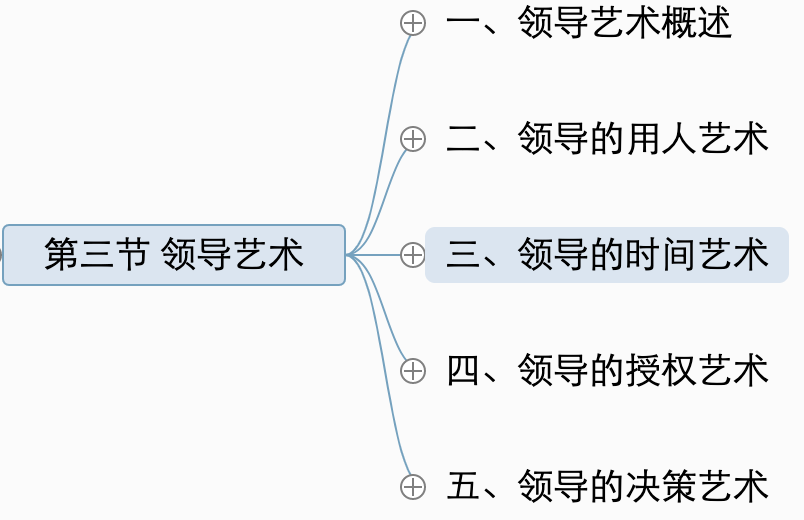 第三节 领导艺术
一、领导艺术概述
二、领导的用人艺术
三、领导的时间艺术
四、领导的授权艺术
五、领导的决策艺术